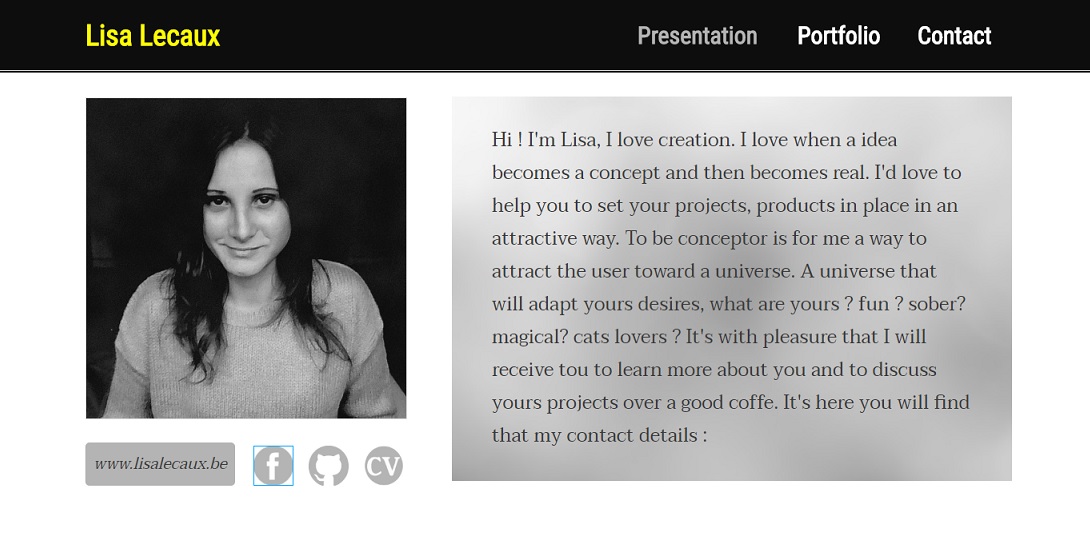 Lisa Lecaux
Presentation Portfolio Contact
Hi ! I'm Lisa, I love creation. I love when a idea
becomes a concept and then becomes real. I'd love to
help you to set your projects, products in place in an
attractive way. To be conceptor is for me a way to
attract the user toward a universe. A universe that
will adapt yours desires, what are yours ? fun ? sober?
magical? cats lovers ? It's with pleasure that I will
receive tou to learn more about you and to discuss
yours projects over a good coffe. It's here you will find
that my contact details :
www.lisalecaux.be
f
CV